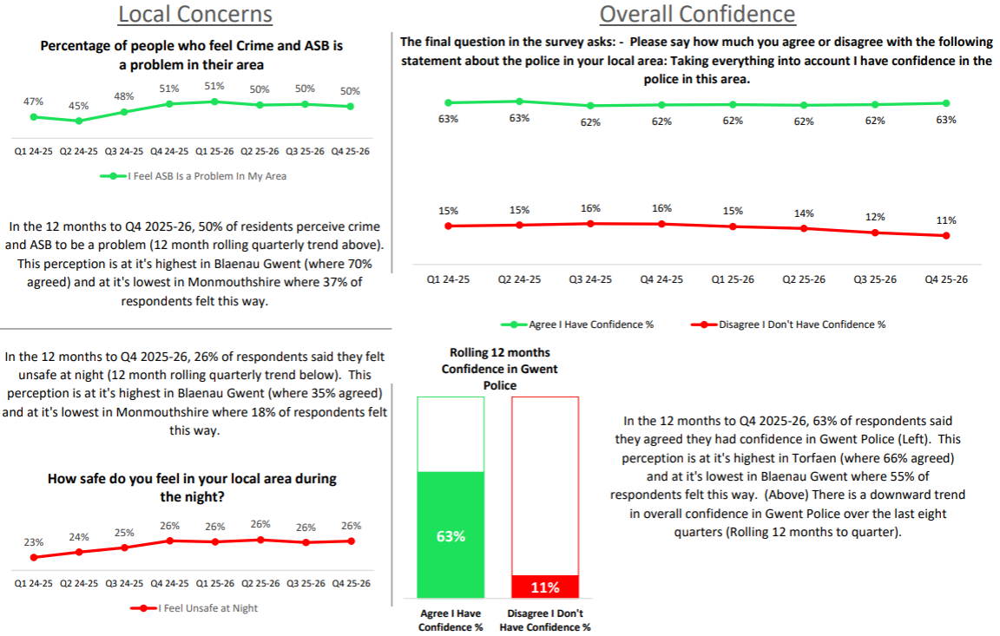 Local Concerns
Percentage of people who feel Crime and ASB is
a problem in their area
47% 45% 48% 51% 51% 50% 50% 50%
Q1 24-25 Q2 24-25 Q3 24-25 Q4 24-25 Q1 25-26 Q2 25-26 Q3 25-26 Q4 25-26
I Feel ASB Is a Problem In My Area
In the 12 months to Q4 2025-26, 50% of residents perceive crime
and ASB to be a problem (12 month rolling quarterly trend above).
This perception is at it's highest in Blaenau Gwent (where 70%
agreed) and at it's lowest in Monmouthshire where 37% of
respondents felt this way.
In the 12 months to Q4 2025-26, 26% of respondents said they felt
unsafe at night (12 month rolling quarterly trend below). This
perception is at it's highest in Blaenau Gwent (where 35% agreed)
and at it's lowest in Monmouthshire where 18% of respondents felt
this way.
How safe do you feel in your local area during
the night?
23% 24% 25% 26% 26% 26% 26% 26%
Q1 24-25 Q2 24-25 Q3 24-25 Q4 24-25 Q1 25-26 Q2 25-26 Q3 25-26 Q4 25-26
I Feel Unsafe at Night
Overall Confidence
The final question in the survey asks: - Please say how much you agree or disagree with the following
statement about the police in your local area: Taking everything into account I have confidence in the
police in this area.
63% 63% 62% 62% 62% 62% 62% 63%
15% 15% 16% 16% 15% 14% 12% 11%
Q1 24-25 Q2 24-25 Q3 24-25 Q4 24-25 Q1 25-26 Q2 25-26 Q3 25-26 Q4 25-26
Agree I Have Confidence % Disagree I Don't Have Confidence %
Rolling 12 months
Confidence in Gwent
Police
63%
11%
Agree I Have
Confidence %
Disagree I Don't
Have Confidence %
In the 12 months to Q4 2025-26, 63% of respondents said
they agreed they had confidence in Gwent Police (Left). This
perception is at it's highest in Torfaen (where 66% agreed)
and at it's lowest in Blaenau Gwent where 55% of
respondents felt this way. (Above) There is a downward trend
in overall confidence in Gwent Police over the last eight
quarters (Rolling 12 months to quarter).